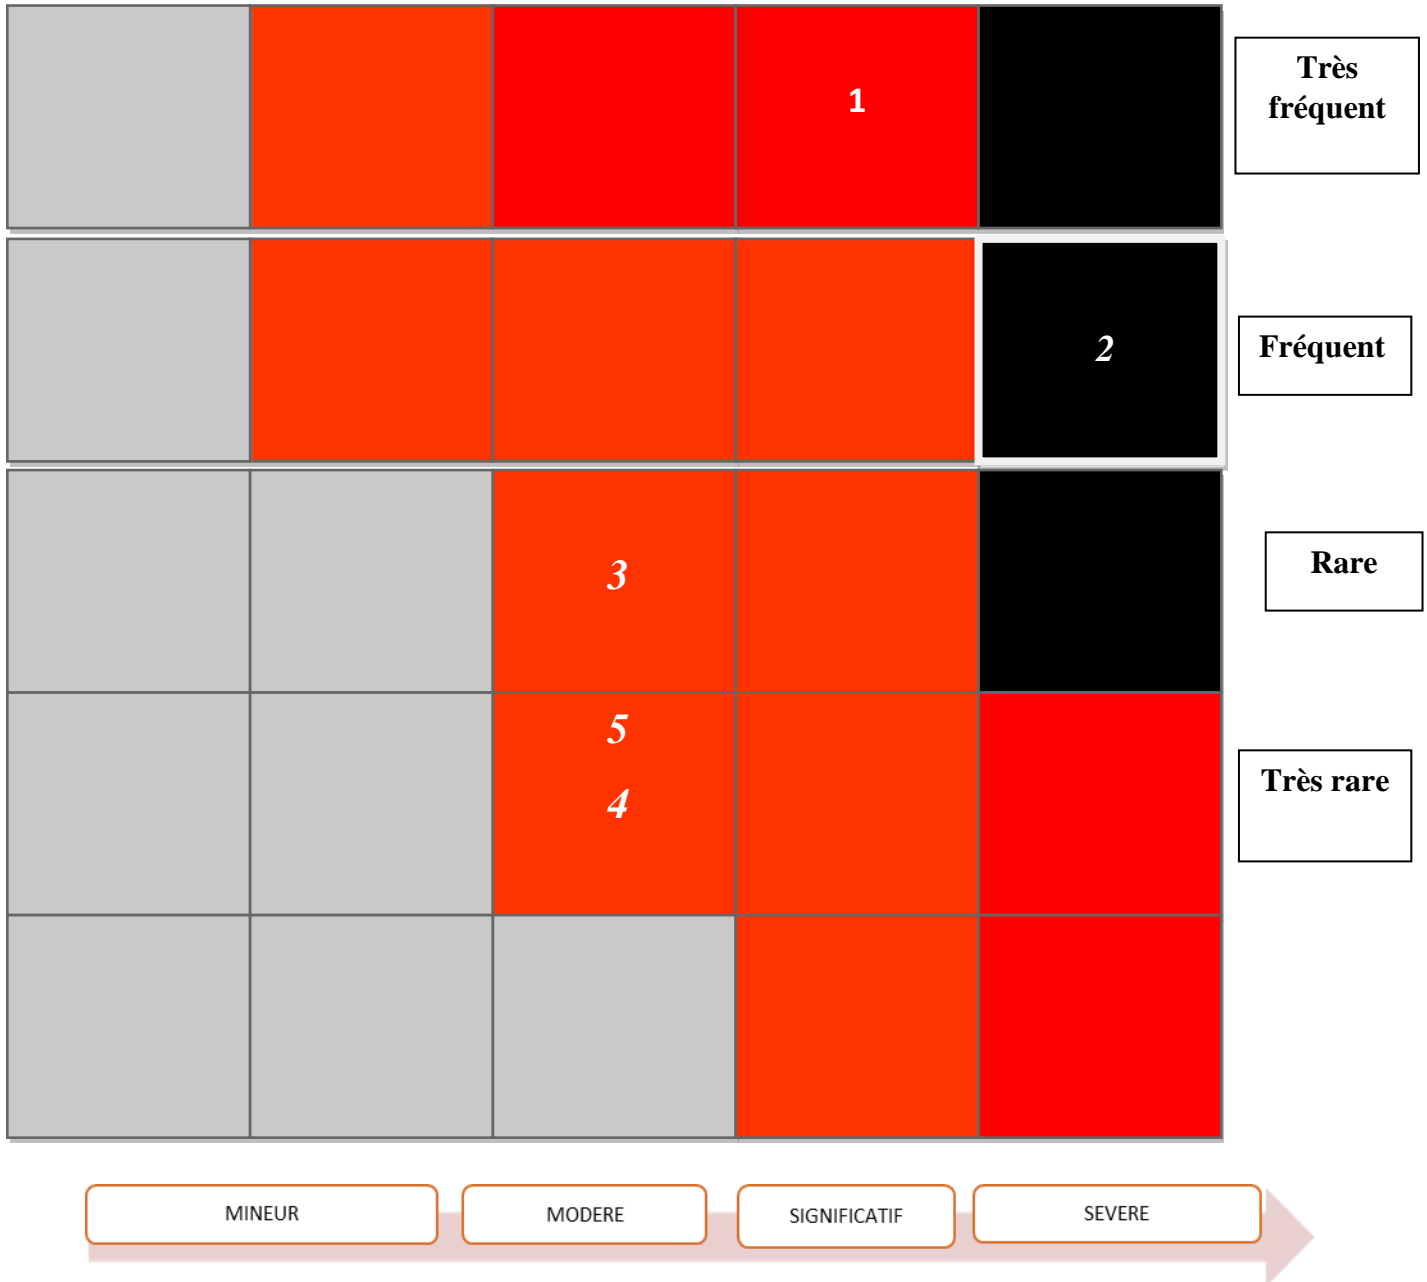 1
Très
fréquent
2
Fréquent
3
Rare
5
4
Très rare
MINEUR
MODERE
SIGNIFICATIF
SEVERE